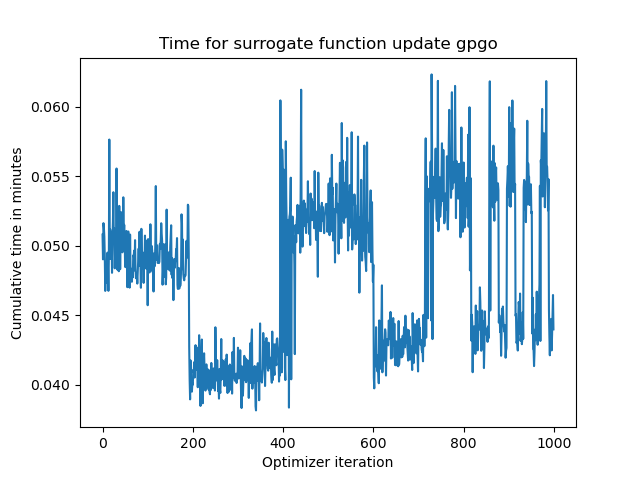 Time for surrogate function update gpgo
0.060
0.055
0.050
0.045
0.040
Cumulative time in minutes
0 200 400 600 800 1000
Optimizer iteration